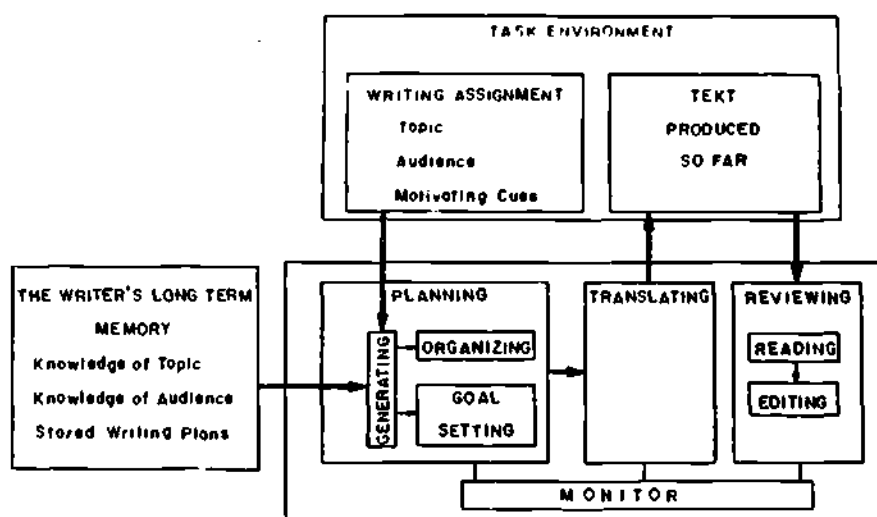 TASK ENVIRONMENT
WRITING ASSIGNMENT
Topic
Audience
Motivating Cues
TEXT
PRODUCED
SO FAR
THE WRITER'S LONG TERM
MEMORY
Knowledge of Topic
Knowledge of Audience
Stored Writing Plans
PLANNING
GENERATING
ORGANIZING
GOAL
SETTING
TRANSLATING
REVIEWING
READING
EDITING
MONITOR